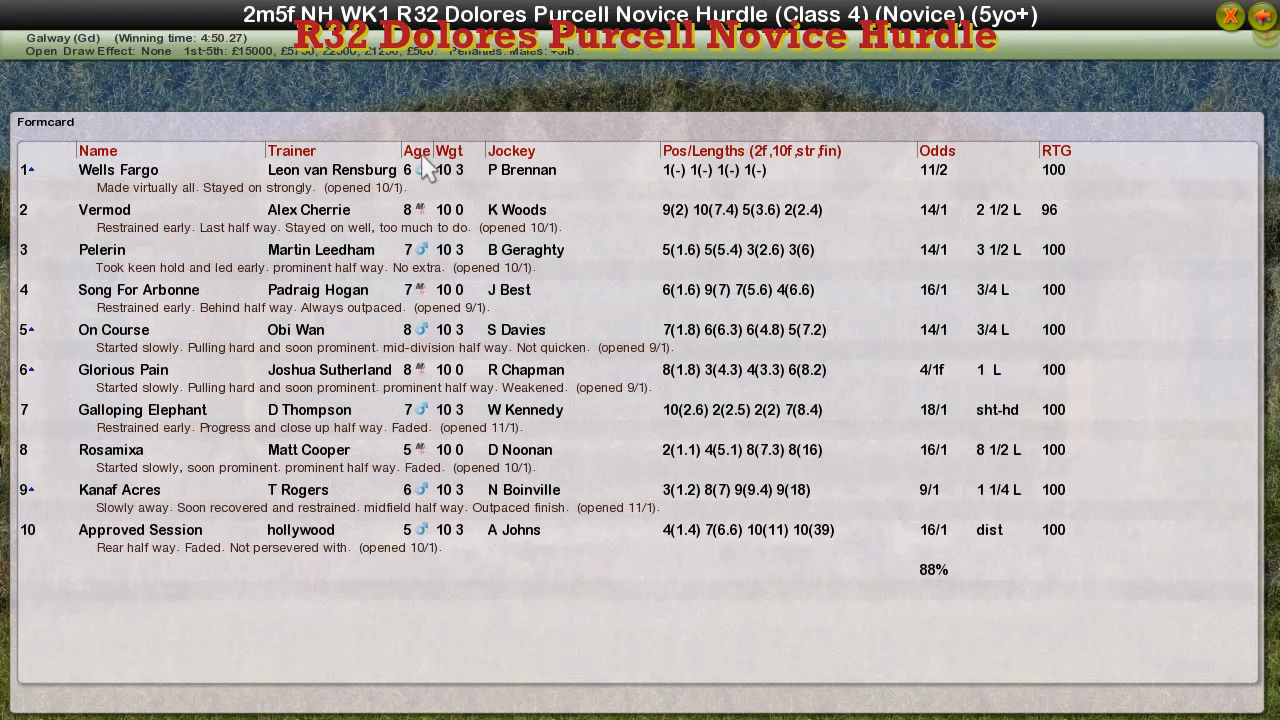 2m5f NH WK1 R32 Dolores Purcell Novice Hurdle (Class 4) (Novice) (5yo+)
R32 Dolores Purcell Novice Hurdle
Galway (Gd) (Winning time: 4:50.27)
Open Draw Effect: None 1st-5th: £15000, £5750, £2500, £1250, £500. Penalties: Males: +3lb.
Formcard
Name Trainer Age Wgt Jockey Pos/Lengths (2f,10f,str,fin) Odds RTG
1 Wells Fargo Leon van Rensburg 6 10 3 P Brennan 1(-) 1(-) 1(-) 1(-) 11/2 100
Made virtually all. Stayed on strongly. (opened 10/1).
2 Vermod Alex Cherrie 8 10 0 K Woods 9(2) 10(7.4) 5(3.6) 2(2.4) 14/1 2 1/2 L 96
Restrained early. Last half way. Stayed on well, too much to do. (opened 10/1).
3 Pelerin Martin Leedham 7 10 3 B Geraghty 5(1.6) 5(5.4) 3(2.6) 3(6) 14/1 3 1/2 L 100
Took keen hold and led early. prominent half way. No extra. (opened 10/1).
4 Song For Arbonne Padraig Hogan 7 10 0 J Best 6(1.6) 9(7) 7(5.6) 4(6.6) 16/1 3/4 L 100
Restrained early. Behind half way. Always outpaced. (opened 9/1).
5 On Course Obi Wan 8 10 3 S Davies 7(1.8) 6(6.3) 6(4.8) 5(7.2) 14/1 3/4 L 100
Started slowly. Pulling hard and soon prominent. mid-division half way. Not quicken. (opened 9/1).
6 Glorious Pain Joshua Sutherland 8 10 0 R Chapman 8(1.8) 3(4.3) 4(3.3) 6(8.2) 4/1f 1 L 100
Started slowly. Pulling hard and soon prominent. prominent half way. Weakened. (opened 9/1).
7 Galloping Elephant D Thompson 7 10 3 W Kennedy 10(2.6) 2(2.5) 2(2) 7(8.4) 18/1 sht-hd 100
Restrained early. Progress and close up half way. Faded. (opened 11/1).
8 Rosamixa Matt Cooper 5 10 0 D Noonan 2(1.1) 4(5.1) 8(7.3) 8(16) 16/1 8 1/2 L 100
Started slowly, soon prominent. prominent half way. Faded. (opened 10/1).
9 Kanaf Acres T Rogers 6 10 3 N Boinville 3(1.2) 8(7) 9(9.4) 9(18) 9/1 1 1/4 L 100
Slowly away. Soon recovered and restrained. midfield half way. Outpaced finish. (opened 11/1).
10 Approved Session hollywood 5 10 3 A Johns 4(1.4) 7(6.6) 10(11) 10(39) 16/1 dist 100
Rear half way. Faded. Not persevered with. (opened 10/1).
88%